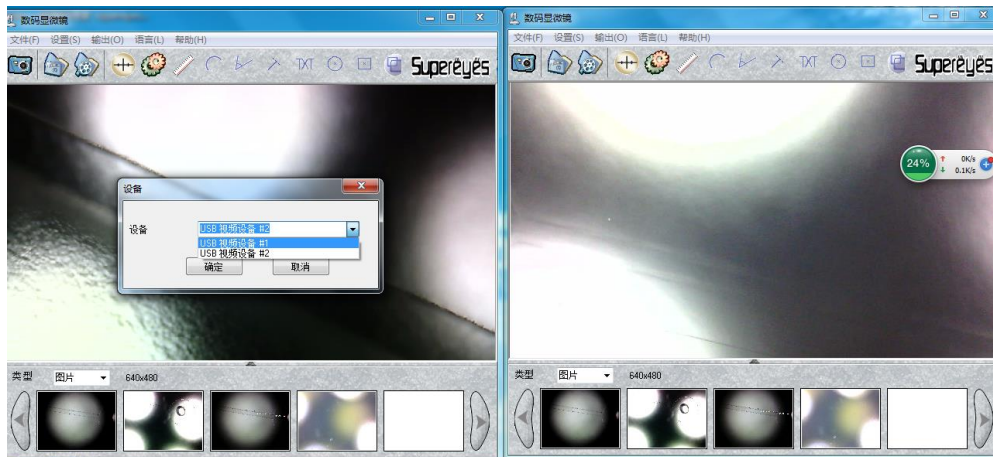 数码显微镜
文件(F) 设置(S) 输出(O) 语言(L) 帮助(H)
TXT
Supereyes
设备
设备
USB 视频设备 #2
USB 视频设备 #1
USB 视频设备 #2
确定
取消
类型
图片
640x480
数码显微镜
文件(F) 设置(S) 输出(O) 语言(L) 帮助(H)
TXT
Supereyes
24%
0K/s
0.1K/s
类型
图片
640x480